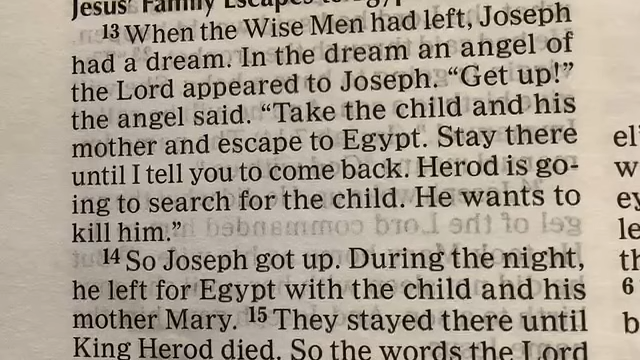 Jesus' Family Escapes to Egypt
13 When the Wise Men had left, Joseph
had a dream. In the dream an angel of
the Lord appeared to Joseph. “Get up!”
the angel said. “Take the child and his
mother and escape to Egypt. Stay there
until I tell you to come back. Herod is go-
ing to search for the child. He wants to
kill him.”
14 So Joseph got up. During the night,
he left for Egypt with the child and his
mother Mary. 15 They stayed there until
King Herod died. So the words the Lord
6